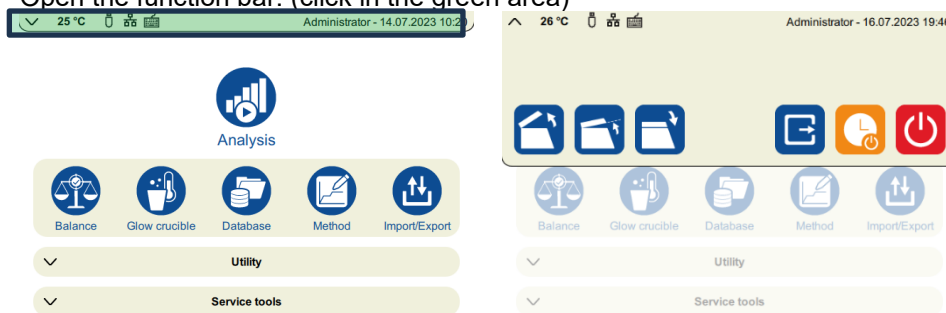 Open the function bar: (click in the green area)
25 °C
Administrator - 14.07.2023 10:2
Analysis
Balance Glow crucible Database Method Import/Export
Utility
Service tools
26 °C
Administrator - 16.07.2023 19:46
Balance Glow crucible Database Method Import/Export
Utility
Service tools